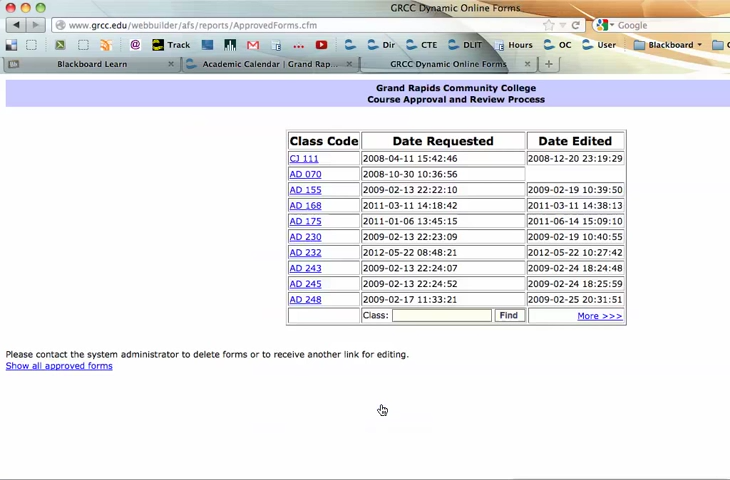 GRCC Dynamic Online Forms
www.grcc.edu/webbuilder/afs/reports/ApprovedForms.cfm
Google
Track
Dir
CTE
DLIT
Hours
OC
User
Blackboard
Blackboard Learn
Academic Calendar | Grand Rap...
GRCC Dynamic Online Forms
Grand Rapids Community College
Course Approval and Review Process
Class Code Date Requested Date Edited
CJ 111 2008-04-11 15:42:46 2008-12-20 23:19:29
AD 070 2008-10-30 10:36:56
AD 155 2009-02-13 22:22:10 2009-02-19 10:39:50
AD 168 2011-03-11 14:18:42 2011-03-11 14:38:13
AD 175 2011-01-06 13:45:15 2011-06-14 15:09:10
AD 230 2009-02-13 22:23:09 2009-02-19 10:40:55
AD 232 2012-05-22 08:48:21 2012-05-22 10:27:42
AD 243 2009-02-13 22:24:07 2009-02-24 18:24:48
AD 245 2009-02-13 22:24:52 2009-02-24 18:25:59
AD 248 2009-02-17 11:33:21 2009-02-25 20:31:51
Class: Find More >>>
Please contact the system administrator to delete forms or to receive another link for editing.
Show all approved forms